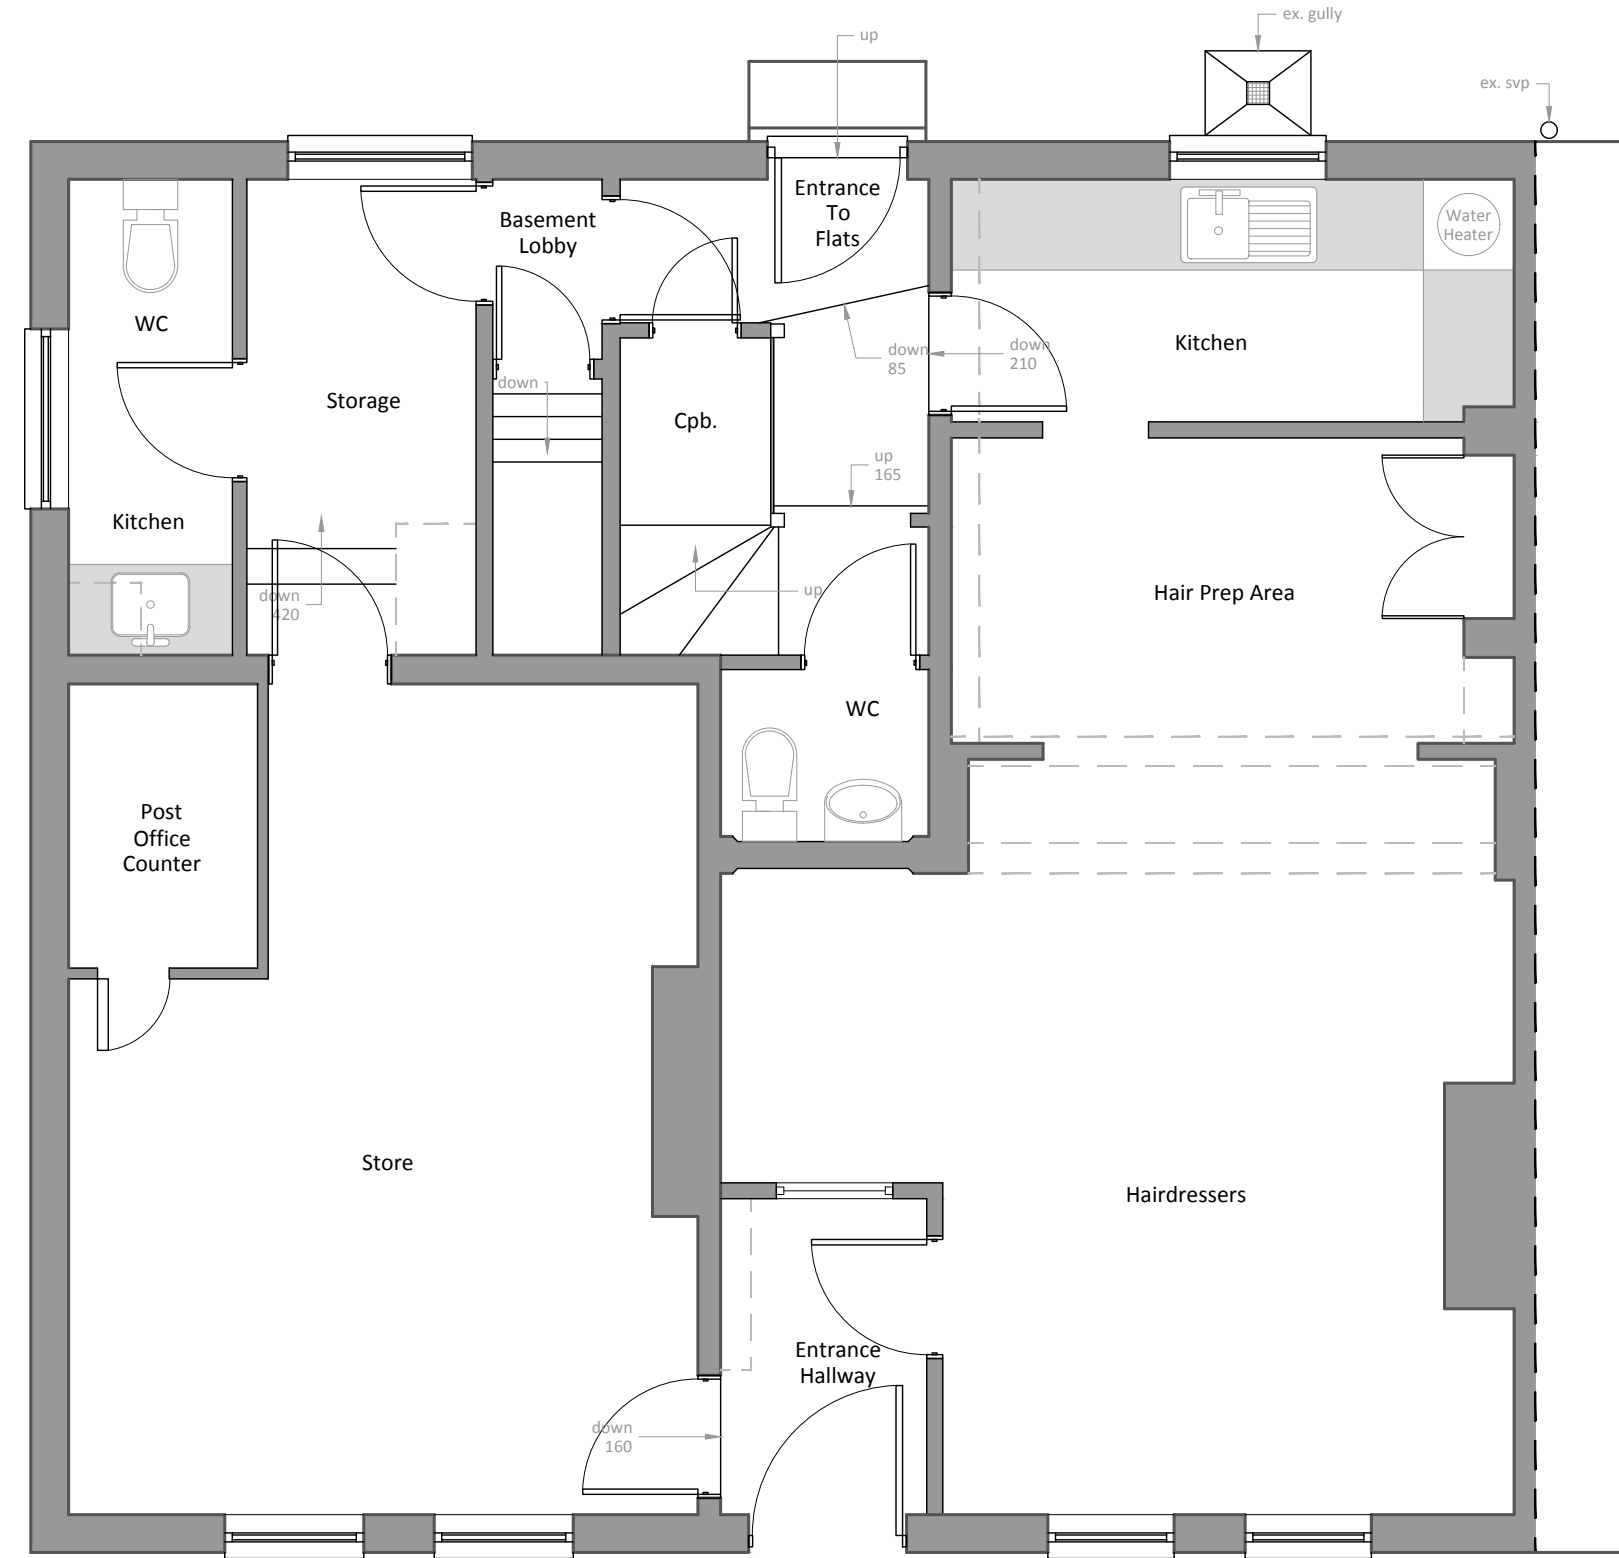 ex. gully
up
ex. svp
Entrance
To
Flats
Basement
Lobby
Water
Heater
WC
down
85
down
210
Kitchen
down
Storage
Cpb.
up
165
Kitchen
down
420
up
Hair Prep Area
WC
Post
Office
Counter
Store
Hairdressers
Entrance
Hallway
down
160